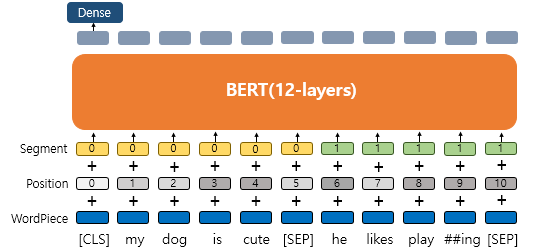 Dense
BERT(12-layers)
Segment 0 0 0 0 0 0 1 1 1 1 1
Position 0 1 2 3 4 5 6 7 8 9 10
WordPiece
[CLS] my dog is cute [SEP] he likes play ##ing [SEP]